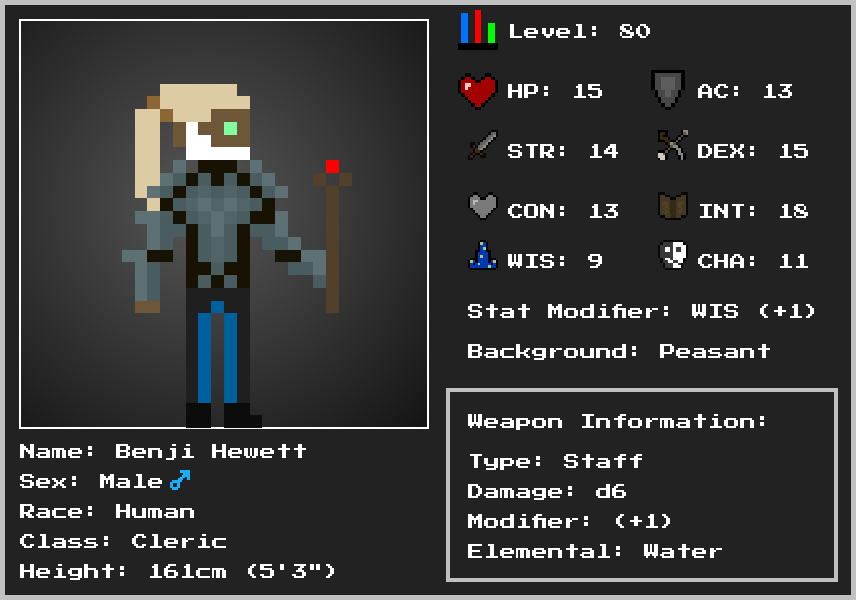 Level: 80
HP: 15
AC: 13
STR: 14
DEX: 15
CON: 13
INT: 18
WIS: 9
CHA: 11
Stat Modifier: WIS (+1)
Background: Peasant
Weapon Information:
Type: Staff
Damage: d6
Modifier: (+1)
Elemental: Water
Name: Benji Hewett
Sex: Male♂
Race: Human
Class: Cleric
Height: 161cm (5'3")